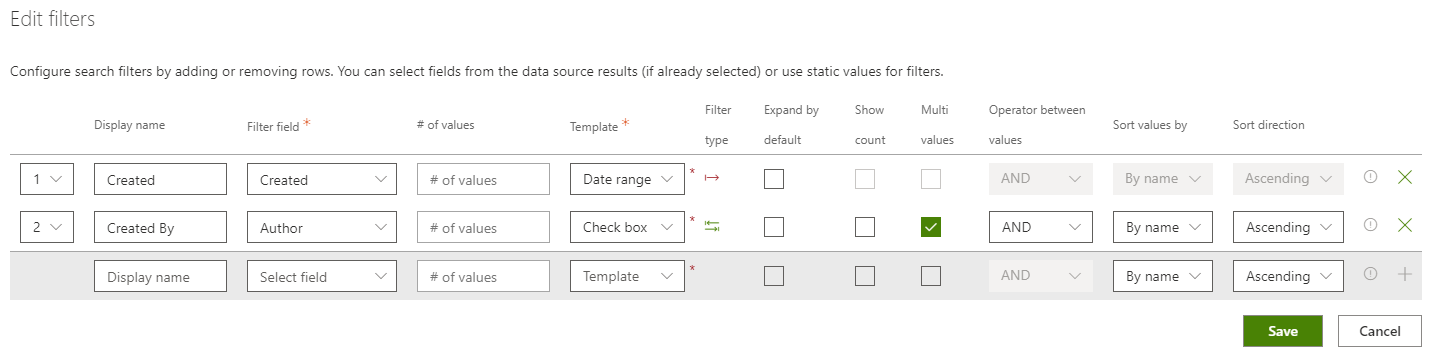 Edit filters
Configure search filters by adding or removing rows. You can select fields from the data source results (if already selected) or use static values for filters.
Display name Filter field * # of values Template * Filter type Expand by default Show count Multi values Operator between values Sort values by Sort direction
1 Created Created # of values Date range * AND By name Ascending
2 Created By Author # of values Check box * AND By name Ascending
Display name Select field # of values Template * AND By name Ascending
Save Cancel